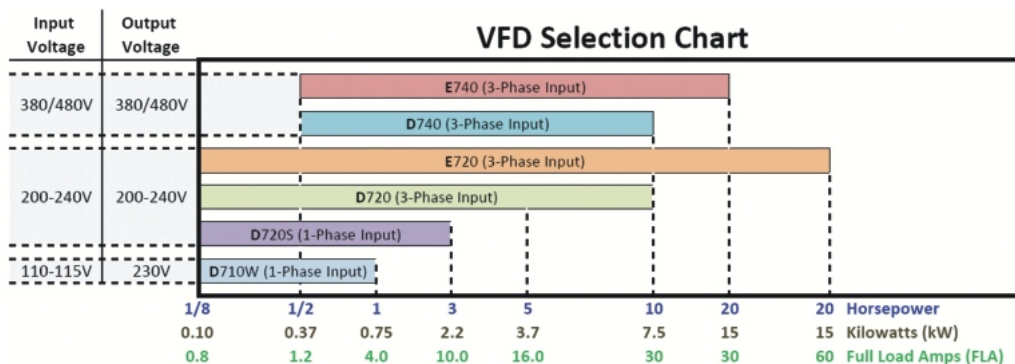 Input Voltage
Output Voltage
VFD Selection Chart
380/480V 380/480V
E740 (3-Phase Input)
D740 (3-Phase Input)
200-240V 200-240V
E720 (3-Phase Input)
D720 (3-Phase Input)
D720S (1-Phase Input)
110-115V 230V
D710W (1-Phase Input)
1/8 1/2 1 3 5 10 20 20 Horsepower
0.10 0.37 0.75 2.2 3.7 7.5 15 15 Kilowatts (kW)
0.8 1.2 4.0 10.0 16.0 30 30 60 Full Load Amps (FLA)